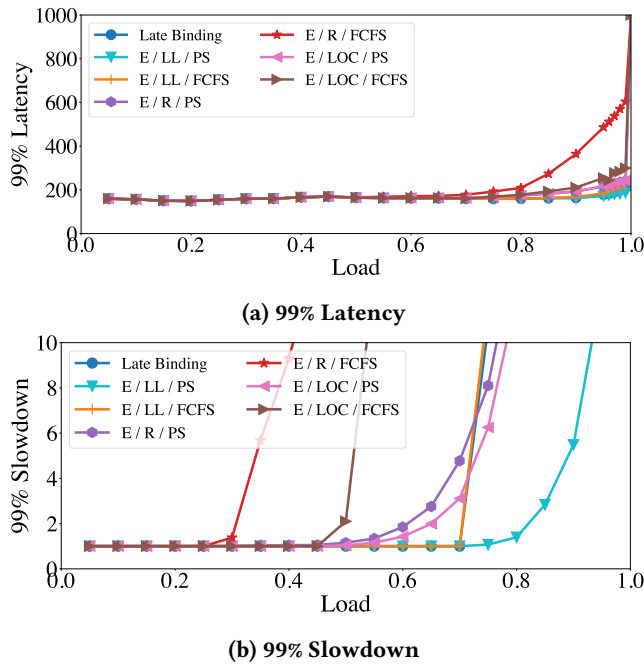 1000
800
600
400
200
0
99% Latency
Late Binding
E / LL / PS
E / LL / FCFS
E / R / PS
E / R / FCFS
E / LOC / PS
E / LOC / FCFS
0.0 0.2 0.4 0.6 0.8 1.0
Load
(a) 99% Latency
10
8
6
4
2
0
99% Slowdown
Late Binding
E / LL / PS
E / LL / FCFS
E / R / PS
E / R / FCFS
E / LOC / PS
E / LOC / FCFS
0.0 0.2 0.4 0.6 0.8 1.0
Load
(b) 99% Slowdown